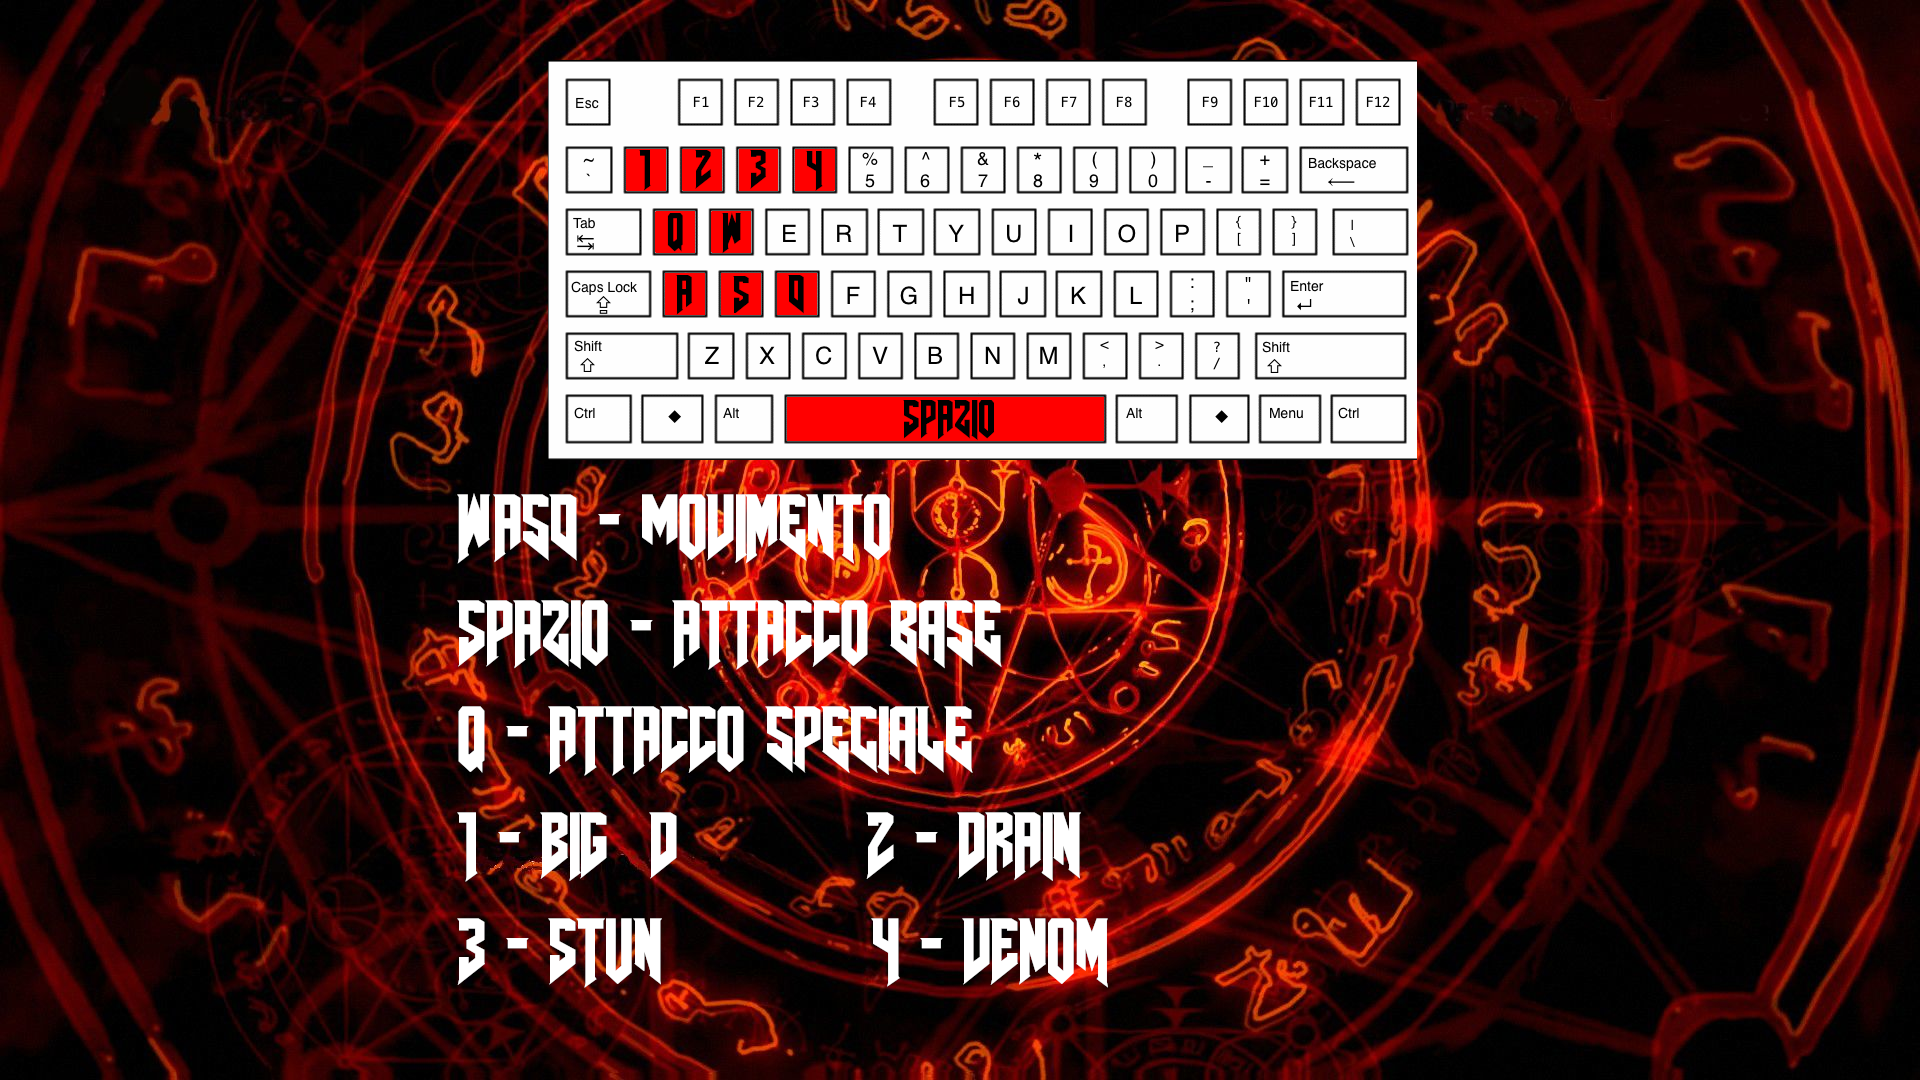 Esc F1 F2 F3 F4 F5 F6 F7 F8 F9 F10 F11 F12
~ ` 1 2 3 4 % 5 ^ 6 & 7 * 8 ( 9 ) 0 _ - + = Backspace
Tab Q W E R T Y U I O P { [ } ] | \
Caps Lock A S D F G H J K L : ; " ' Enter
Shift Z X C V B N M < , > . ? / Shift
Ctrl Alt SPAZIO Alt Menu Ctrl
WASD - MOVIMENTO
SPAZIO - ATTACCO BASE
Q - ATTACCO SPECIALE
1 - BIG D 2 - DRAIN
3 - STUN 4 - VENOM